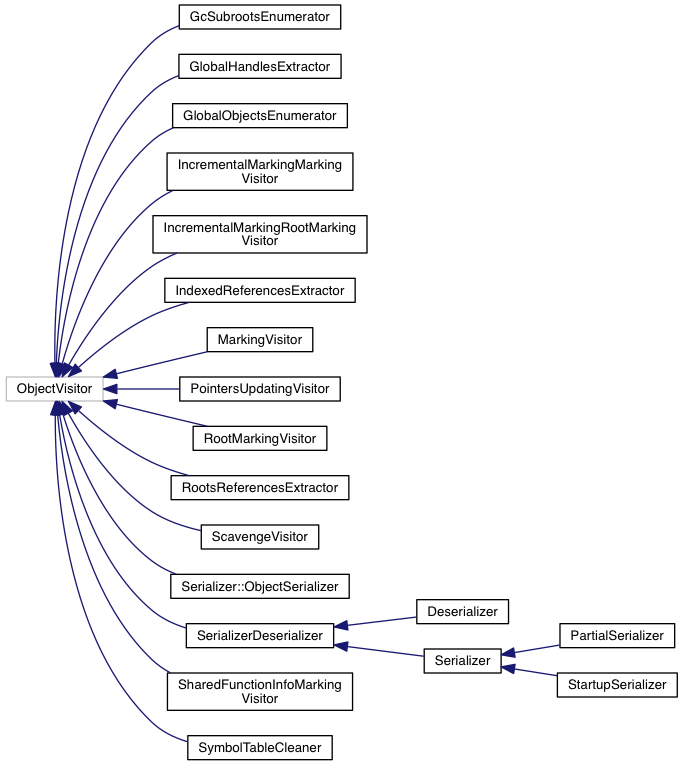 GcSubrootsEnumerator
GlobalHandlesExtractor
GlobalObjectsEnumerator
IncrementalMarkingMarking
Visitor
IncrementalMarkingRootMarking
Visitor
IndexedReferencesExtractor
MarkingVisitor
ObjectVisitor
PointersUpdatingVisitor
RootMarkingVisitor
RootsReferencesExtractor
ScavengeVisitor
Serializer::ObjectSerializer
Deserializer
SerializerDeserializer
PartialSerializer
Serializer
StartupSerializer
SharedFunctionInfoMarking
Visitor
SymbolTableCleaner